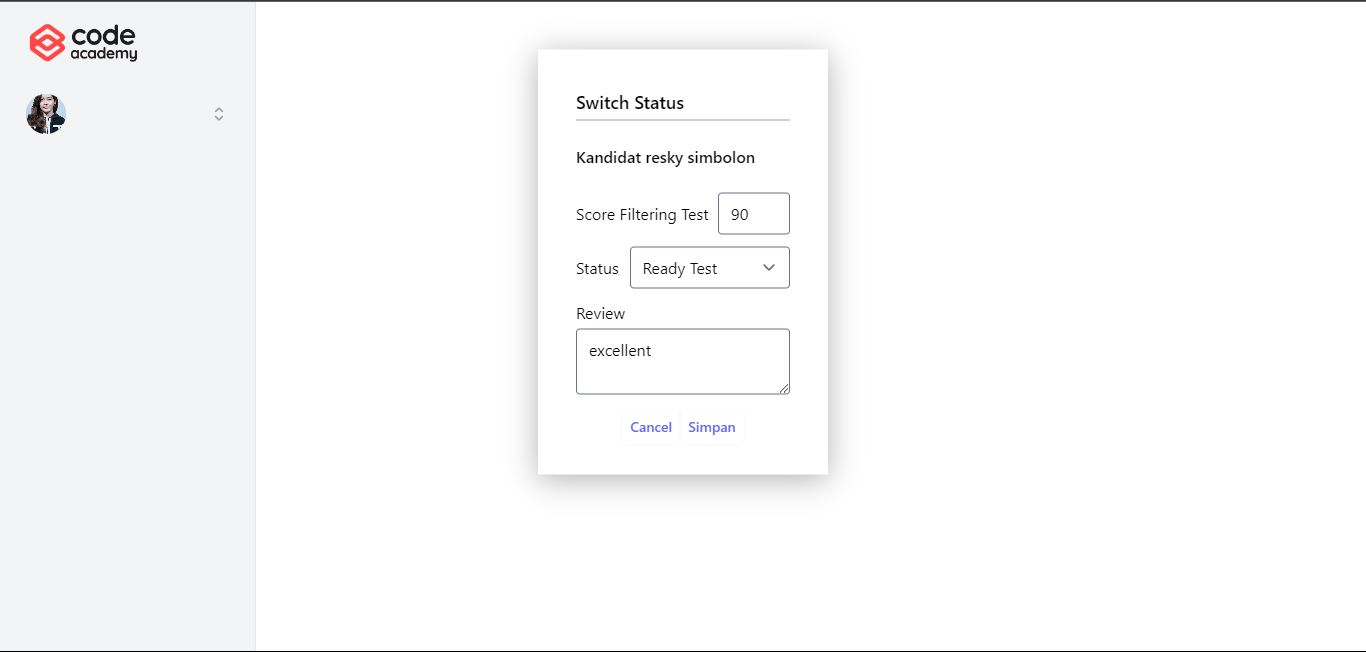 code
academy
Switch Status
Kandidat resky simbolon
Score Filtering Test 90
Status Ready Test
Review
excellent
Cancel Simpan